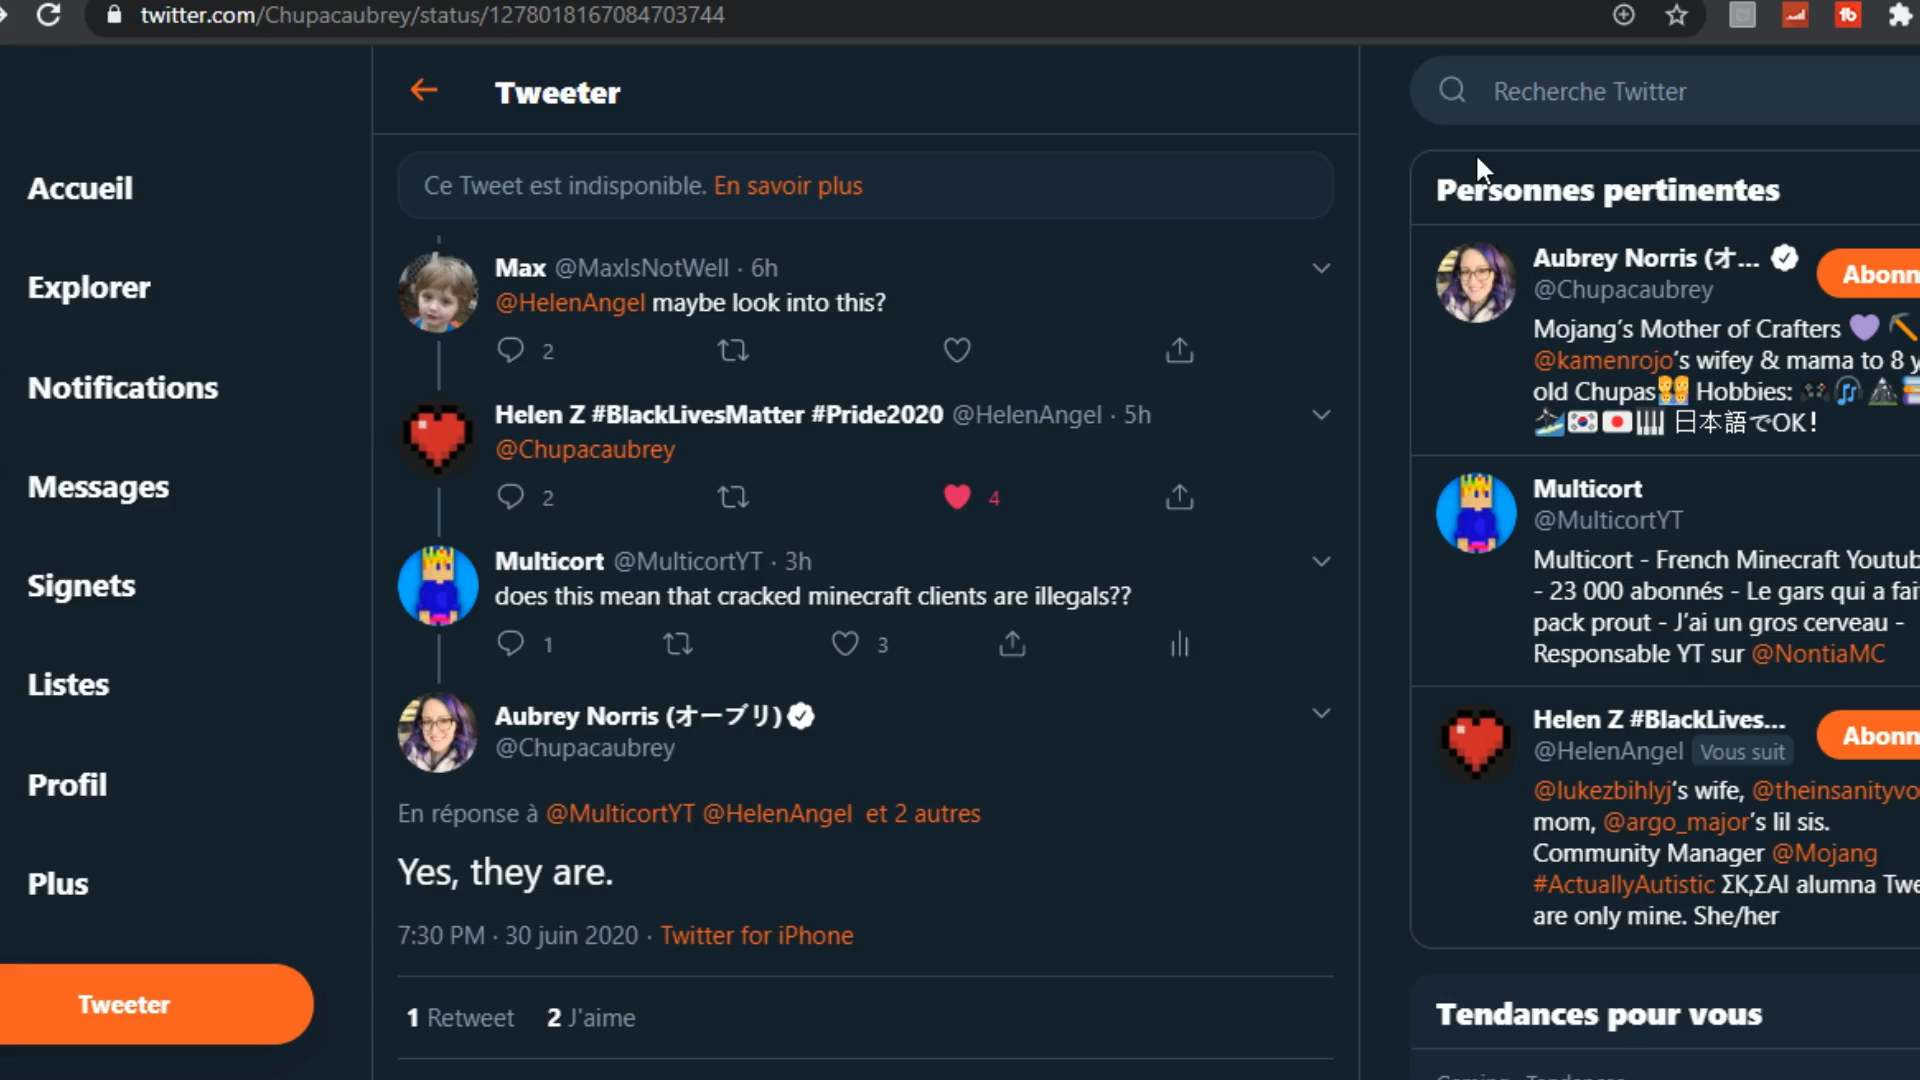 twitter.com/Chupacaubrey/status/1278018167084703744
Accueil
Explorer
Notifications
Messages
Signets
Listes
Profil
Plus
Tweeter
Tweeter
Ce Tweet est indisponible. En savoir plus
Max @MaxIsNotWell · 6h
@HelenAngel maybe look into this?
2
Helen Z #BlackLivesMatter #Pride2020 @HelenAngel · 5h
@Chupacaubrey
2 4
Multicort @MulticortYT · 3h
does this mean that cracked minecraft clients are illegals??
1 3
Aubrey Norris (オーブリ)
@Chupacaubrey
En réponse à @MulticortYT @HelenAngel et 2 autres
Yes, they are.
7:30 PM · 30 juin 2020 · Twitter for iPhone
1 Retweet 2 J'aime
Recherche Twitter
Personnes pertinentes
Aubrey Norris (オ...
@Chupacaubrey
Abonn
Mojang's Mother of Crafters 💜 ⛏
@kamenrojo's wifey & mama to 8 y
old Chupas Hobbies:
日本語でOK!
Multicort
@MulticortYT
Multicort - French Minecraft Youtub
- 23 000 abonnés - Le gars qui a fai
pack prout - J'ai un gros cerveau -
Responsable YT sur @NontiaMC
Helen Z #BlackLives...
@HelenAngel Vous suit
Abonn
@lukezbihlyj's wife, @theinsanityvo
mom, @argo_major's lil sis.
Community Manager @Mojang
#ActuallyAutistic ΣK,ΣAI alumna Twe
are only mine. She/her
Tendances pour vous